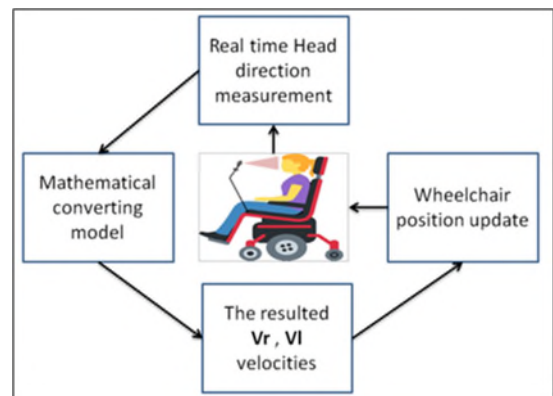 Real time Head
direction
measurement
Mathematical
converting
model
Wheelchair
position update
The resulted
Vr , Vl
velocities